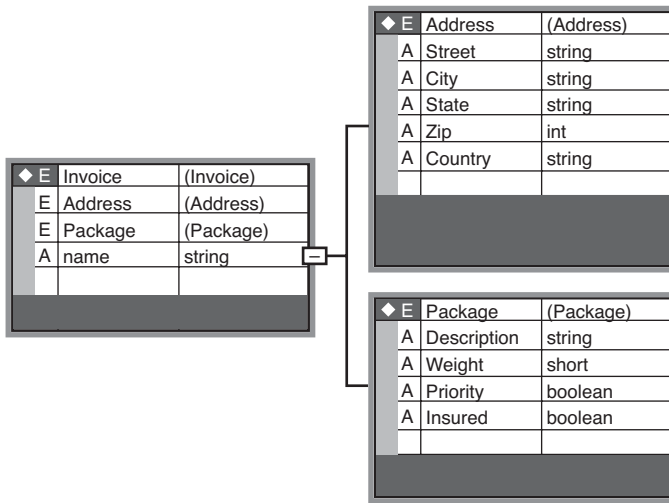 E Invoice (Invoice)
E Address (Address)
E Package (Package)
A name string
E Address (Address)
A Street string
A City string
A State string
A Zip int
A Country string
E Package (Package)
A Description string
A Weight short
A Priority boolean
A Insured boolean